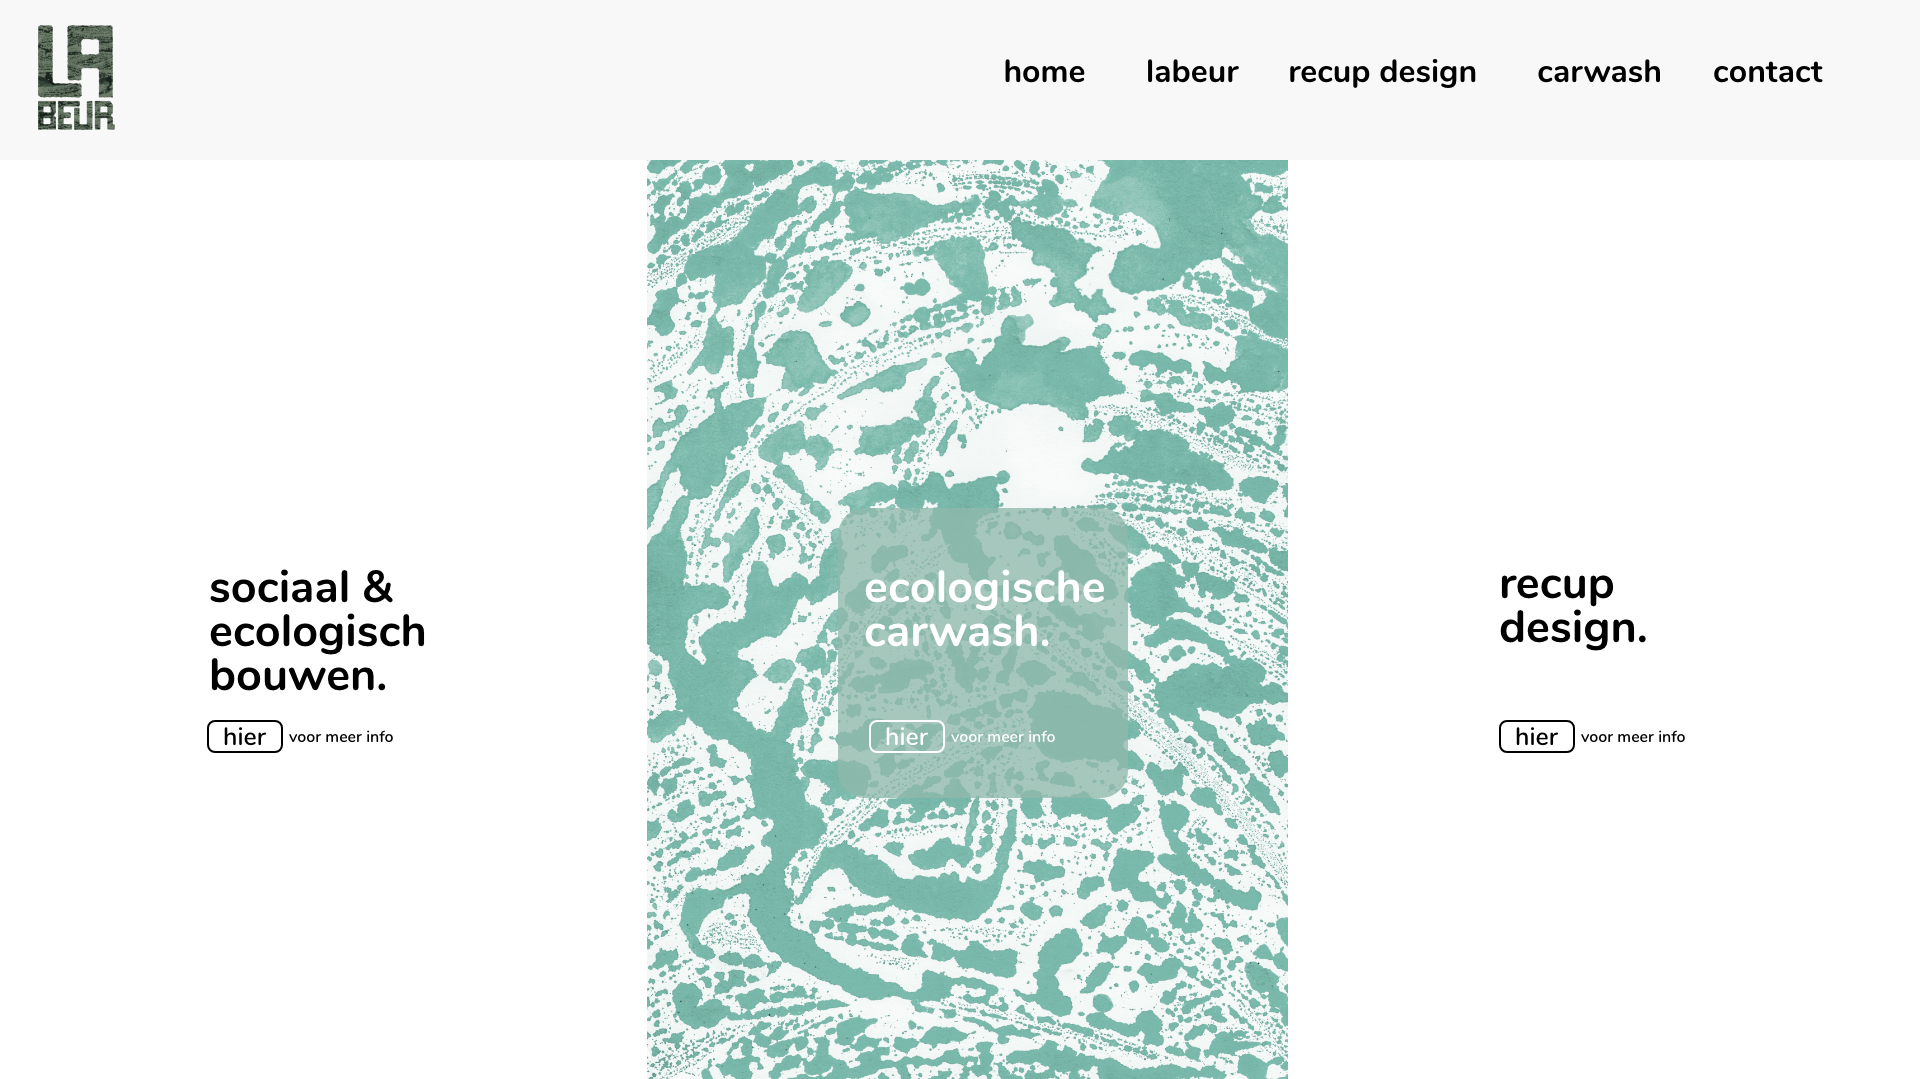 LA
BEUR
home labeur recup design carwash contact
sociaal &
ecologisch
bouwen.
hier voor meer info
ecologische
carwash.
hier voor meer info
recup
design.
hier voor meer info